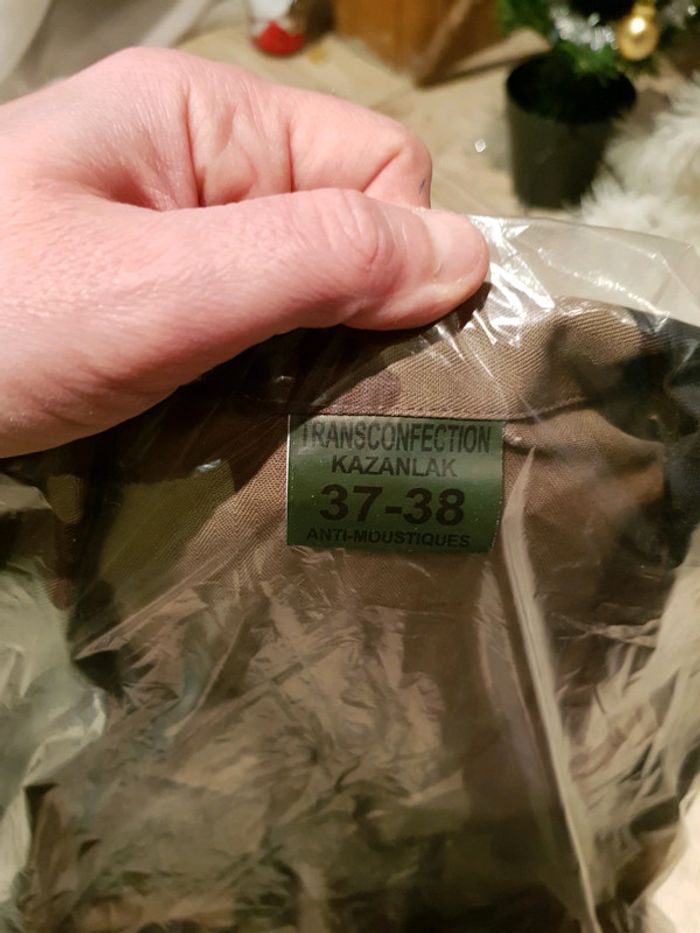 TRANSCONFECTION
KAZANLAK
37-38
ANTI-MOUSTIQUES